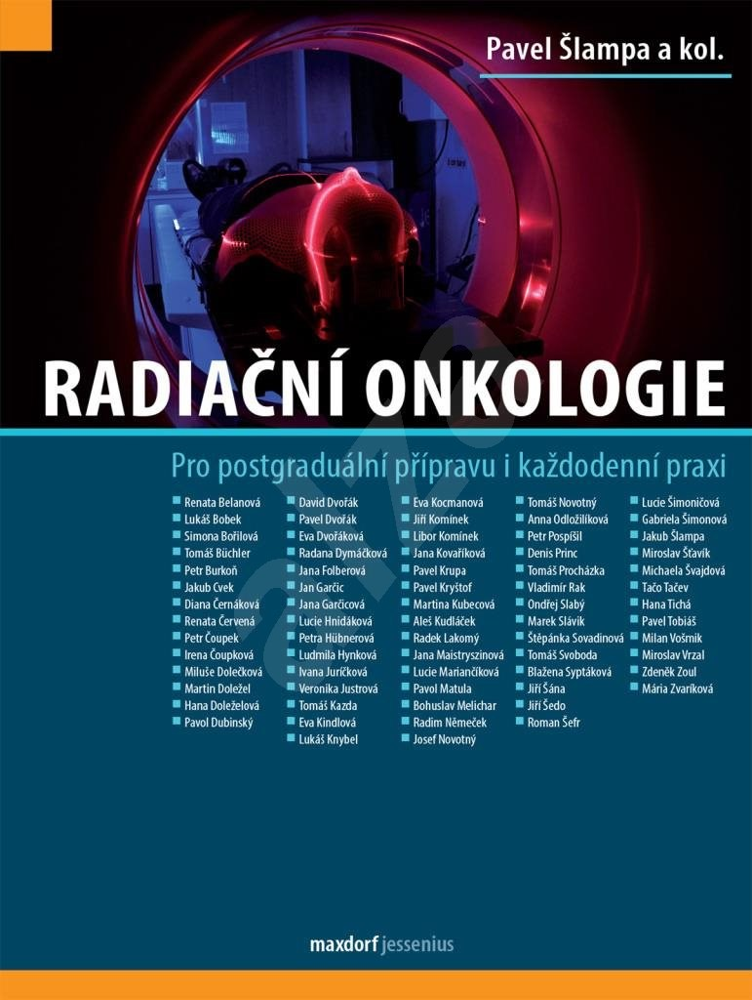 Pavel Šlampa a kol.
RADIAČNÍ ONKOLOGIE
Pro postgraduální přípravu i každodenní praxi
Renata Belanová
Lukáš Bobek
Simona Bořilová
Tomáš Büchler
Petr Burkoň
Jakub Cvek
Diana Černáková
Renata Červená
Petr Čoupek
Irena Čoupková
Miluše Dolečková
Martin Doležel
Hana Doleželová
Pavol Dubinský
David Dvořák
Pavel Dvořák
Eva Dvořáková
Radana Dymáčková
Jana Folberová
Jan Garčic
Jana Garčicová
Lucie Hnidáková
Petra Hübnerová
Ludmila Hynková
Ivana Juríčková
Veronika Justrová
Tomáš Kazda
Eva Kindlová
Lukáš Knybel
Eva Kocmanová
Jiří Komínek
Libor Komínek
Jana Kovaříková
Pavel Krupa
Pavel Kryštof
Martina Kubecová
Aleš Kudláček
Radek Lakomý
Jana Maistryszinová
Lucie Mariančíková
Pavol Matula
Bohuslav Melichar
Radim Němeček
Josef Novotný
Tomáš Novotný
Anna Odložilíková
Petr Pospíšil
Denis Princ
Tomáš Procházka
Vladimír Rak
Ondřej Slabý
Marek Slávik
Štěpánka Sovadinová
Tomáš Svoboda
Blažena Syptáková
Jiří Šána
Jiří Šedo
Roman Šefr
Lucie Šimoničová
Gabriela Šimonová
Jakub Šlampa
Miroslav Šťavík
Michaela Švajdová
Tačo Tačev
Hana Tichá
Pavel Tobiáš
Milan Vošmik
Miroslav Vrzal
Zdeněk Zoul
Mária Zvaríková
alza
maxdorf jessenius